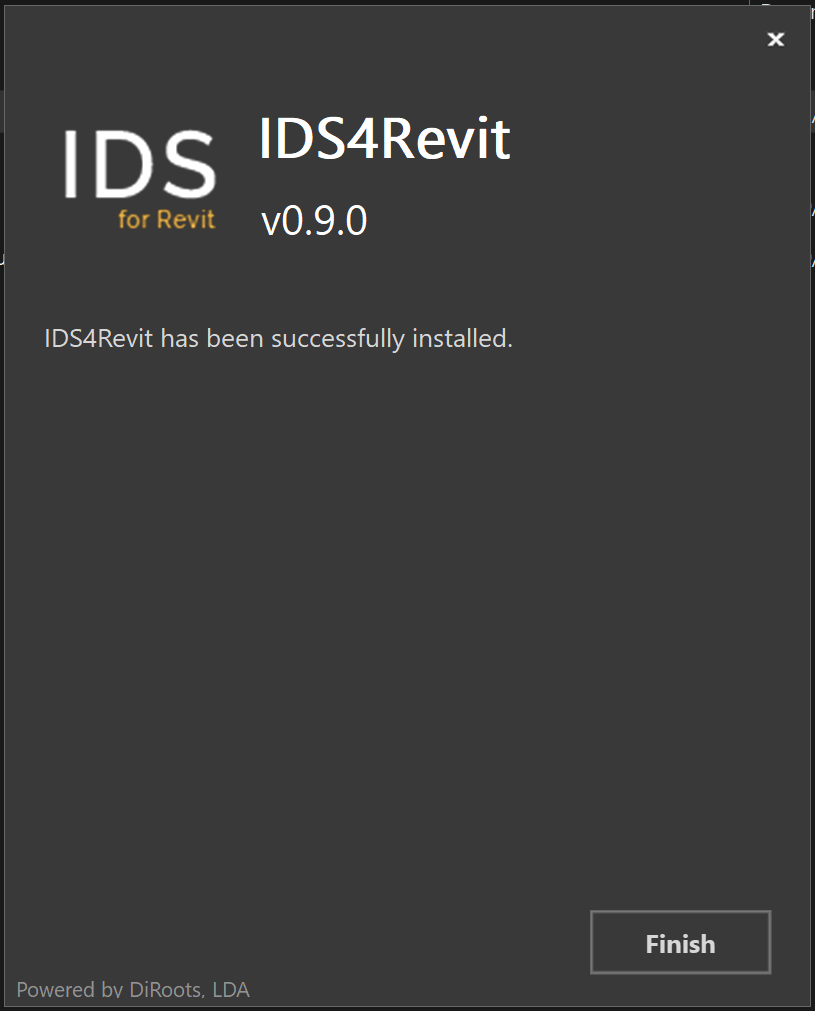 IDS
for Revit
IDS4Revit
v0.9.0
IDS4Revit has been successfully installed.
Finish
Powered by DiRoots, LDA